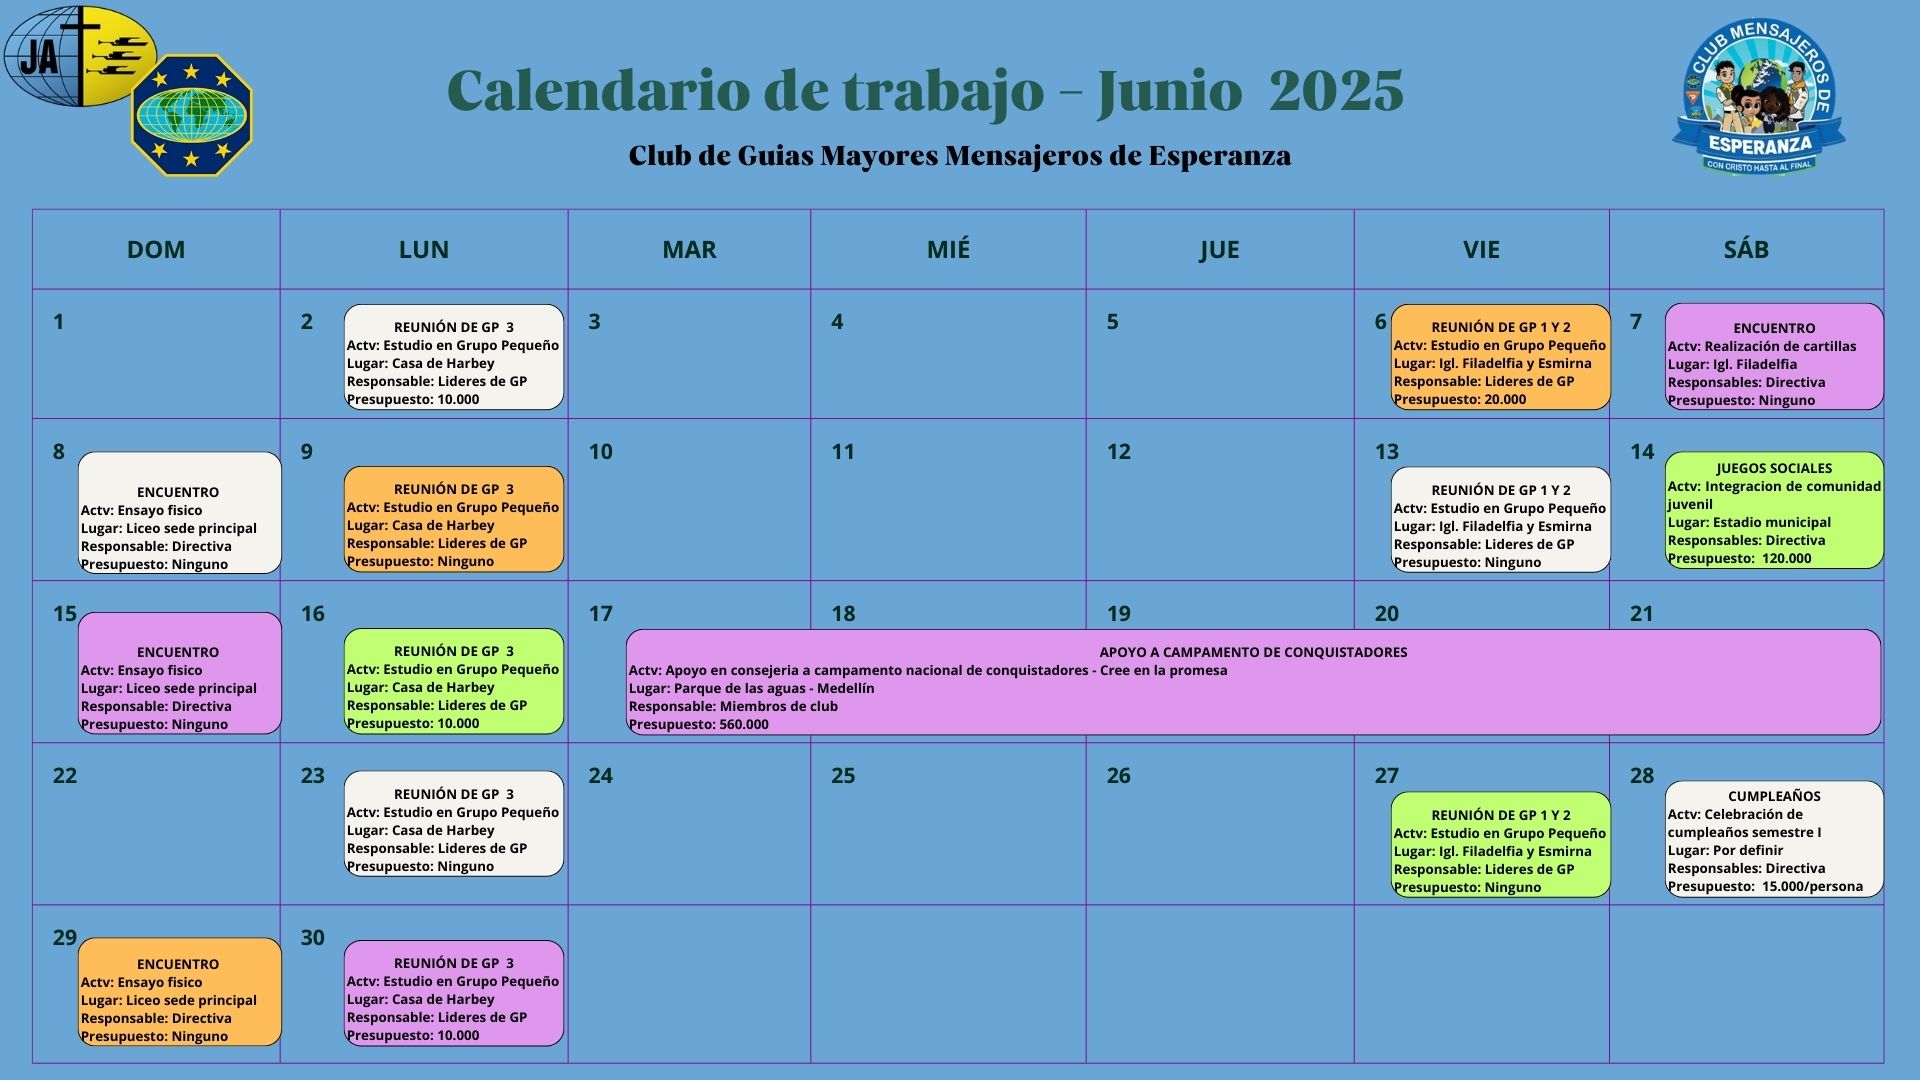 JA
Calendario de trabajo – Junio 2025
Club de Guias Mayores Mensajeros de Esperanza
CLUB MENSAJEROS DE
ESPERANZA
CON CRISTO HASTA AL FINAL
DOM
LUN
MAR
MIÉ
JUE
VIE
SÁB
1
2
REUNIÓN DE GP 3
Actv: Estudio en Grupo Pequeño
Lugar: Casa de Harbey
Responsable: Lideres de GP
Presupuesto: 10.000
3
4
5
6
REUNIÓN DE GP 1 Y 2
Actv: Estudio en Grupo Pequeño
Lugar: Igl. Filadelfia y Esmirna
Responsable: Lideres de GP
Presupuesto: 20.000
7
ENCUENTRO
Actv: Realización de cartillas
Lugar: Igl. Filadelfia
Responsables: Directiva
Presupuesto: Ninguno
8
ENCUENTRO
Actv: Ensayo fisico
Lugar: Liceo sede principal
Responsable: Directiva
Presupuesto: Ninguno
9
REUNIÓN DE GP 3
Actv: Estudio en Grupo Pequeño
Lugar: Casa de Harbey
Responsable: Lideres de GP
Presupuesto: Ninguno
10
11
12
13
REUNIÓN DE GP 1 Y 2
Actv: Estudio en Grupo Pequeño
Lugar: Igl. Filadelfia y Esmirna
Responsable: Lideres de GP
Presupuesto: Ninguno
14
JUEGOS SOCIALES
Actv: Integracion de comunidad
juvenil
Lugar: Estadio municipal
Responsables: Directiva
Presupuesto: 120.000
15
ENCUENTRO
Actv: Ensayo fisico
Lugar: Liceo sede principal
Responsable: Directiva
Presupuesto: Ninguno
16
REUNIÓN DE GP 3
Actv: Estudio en Grupo Pequeño
Lugar: Casa de Harbey
Responsable: Lideres de GP
Presupuesto: 10.000
17
18
19
20
21
APOYO A CAMPAMENTO DE CONQUISTADORES
Actv: Apoyo en consejeria a campamento nacional de conquistadores - Cree en la promesa
Lugar: Parque de las aguas - Medellín
Responsable: Miembros de club
Presupuesto: 560.000
22
23
REUNIÓN DE GP 3
Actv: Estudio en Grupo Pequeño
Lugar: Casa de Harbey
Responsable: Lideres de GP
Presupuesto: Ninguno
24
25
26
27
REUNIÓN DE GP 1 Y 2
Actv: Estudio en Grupo Pequeño
Lugar: Igl. Filadelfia y Esmirna
Responsable: Lideres de GP
Presupuesto: Ninguno
28
CUMPLEAÑOS
Actv: Celebración de
cumpleaños semestre I
Lugar: Por definir
Responsables: Directiva
Presupuesto: 15.000/persona
29
ENCUENTRO
Actv: Ensayo fisico
Lugar: Liceo sede principal
Responsable: Directiva
Presupuesto: Ninguno
30
REUNIÓN DE GP 3
Actv: Estudio en Grupo Pequeño
Lugar: Casa de Harbey
Responsable: Lideres de GP
Presupuesto: 10.000